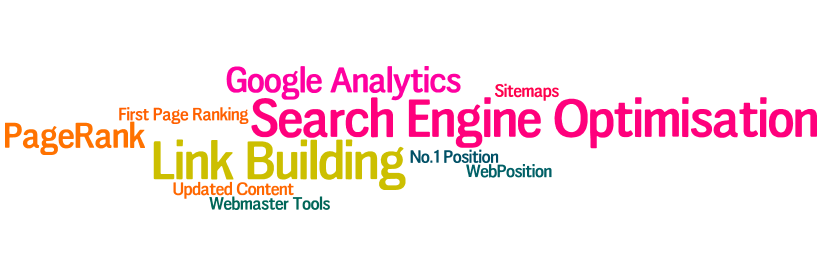 Google Analytics
Sitemaps
First Page Ranking
Search Engine Optimisation
PageRank
Link Building
No.1 Position
WebPosition
Updated Content
Webmaster Tools